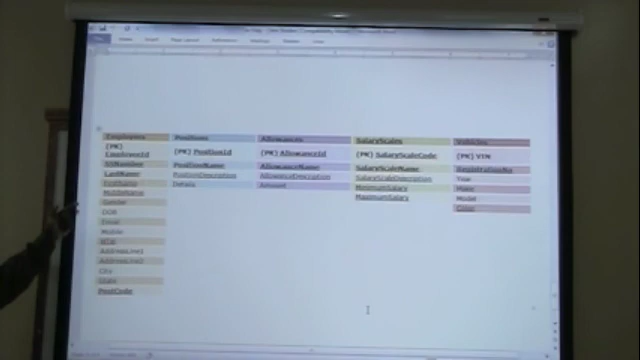 Employees
(PK)
EmployeeId
LastName
FirstName
MiddleName
Gender
DOB
Email
Mobile
AddressLine1
AddressLine2
City
State
PostCode
Positions
(PK) PositionId
PositionName
PositionDescription
Details
Allowances
(PK) AllowanceId
AllowanceName
AllowanceDescription
Amount
SalaryScales
(PK) SalaryScaleCode
SalaryScaleName
SalaryScaleDescription
MinimumSalary
MaximumSalary
Vehicles
(PK) VIN
RegistrationNo
Year
Make
Model
Color